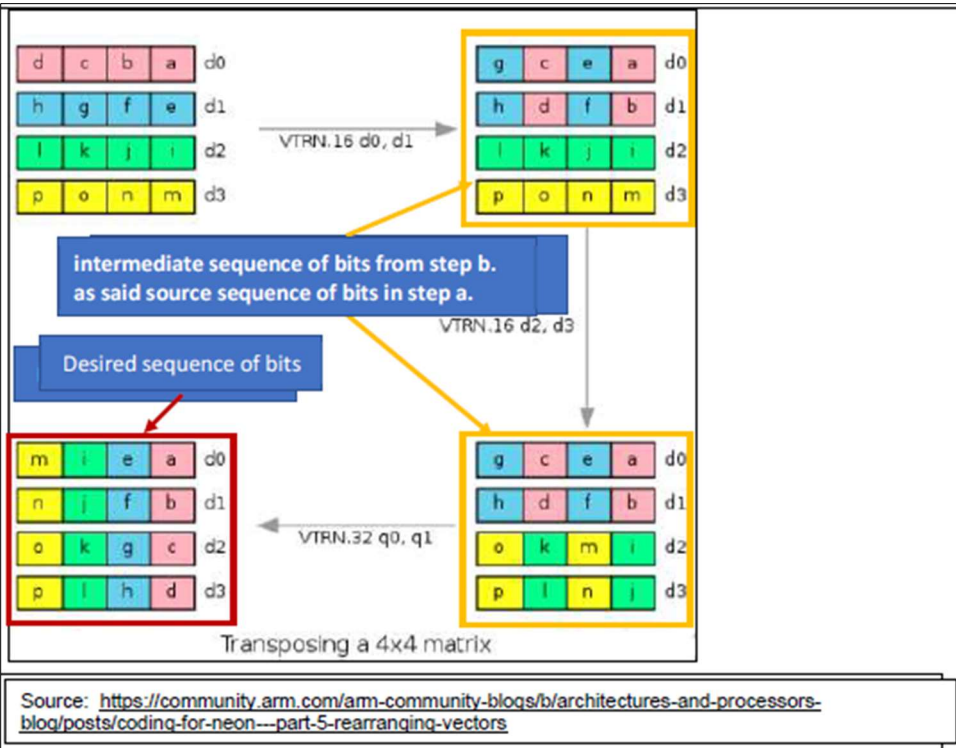 d c b a d0
h g f e d1
l k j i d2
p o n m d3
VTRN.16 d0, d1
g c e a d0
h d f b d1
l k j i d2
p o n m d3
intermediate sequence of bits from step b.
as said source sequence of bits in step a.
VTRN.16 d2, d3
Desired sequence of bits
m i e a d0
n j f b d1
o k g c d2
p l h d d3
VTRN.32 q0, q1
g c e a d0
h d f b d1
o k m i d2
p l n j d3
Transposing a 4x4 matrix
Source: https://community.arm.com/arm-community-blogs/b/architectures-and-processors-
blog/posts/coding-for-neon---part-5-rearranging-vectors